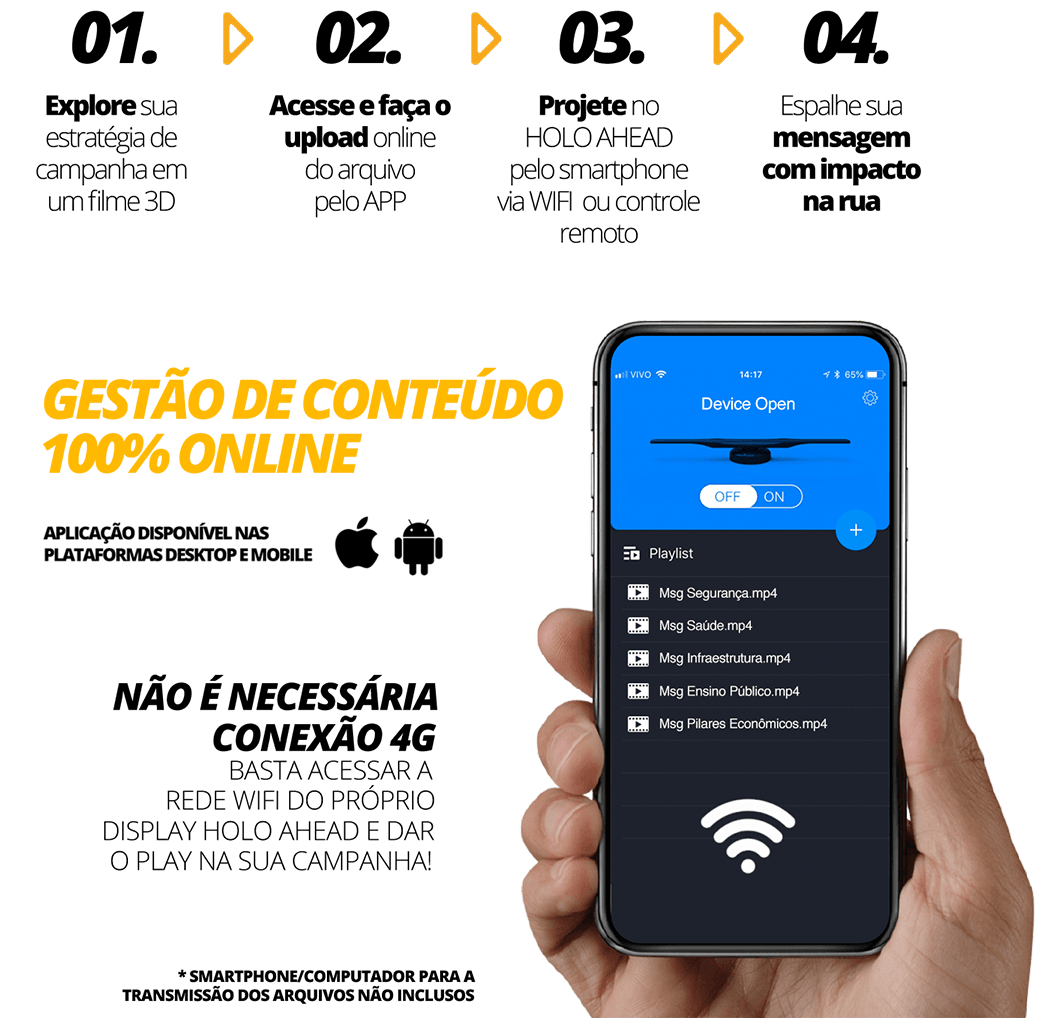 01.
Explore sua
estratégia de
campanha em
um filme 3D
02.
Acesse e faça o
upload online
do arquivo
pelo APP
03.
Projete no
HOLO AHEAD
pelo smartphone
via WIFI ou controle
remoto
04.
Espalhe sua
mensagem
com impacto
na rua
GESTÃO DE CONTEÚDO
100% ONLINE
APLICAÇÃO DISPONÍVEL NAS
PLATAFORMAS DESKTOP E MOBILE
NÃO É NECESSÁRIA
CONEXÃO 4G
BASTA ACESSAR A
REDE WIFI DO PRÓPRIO
DISPLAY HOLO AHEAD E DAR
O PLAY NA SUA CAMPANHA!
* SMARTPHONE/COMPUTADOR PARA A
TRANSMISSÃO DOS ARQUIVOS NÃO INCLUSOS
VIVO 14:17 65%
Device Open
OFF ON
+
Playlist
Msg Segurança.mp4
Msg Saúde.mp4
Msg Infraestrutura.mp4
Msg Ensino Público.mp4
Msg Pilares Econômicos.mp4